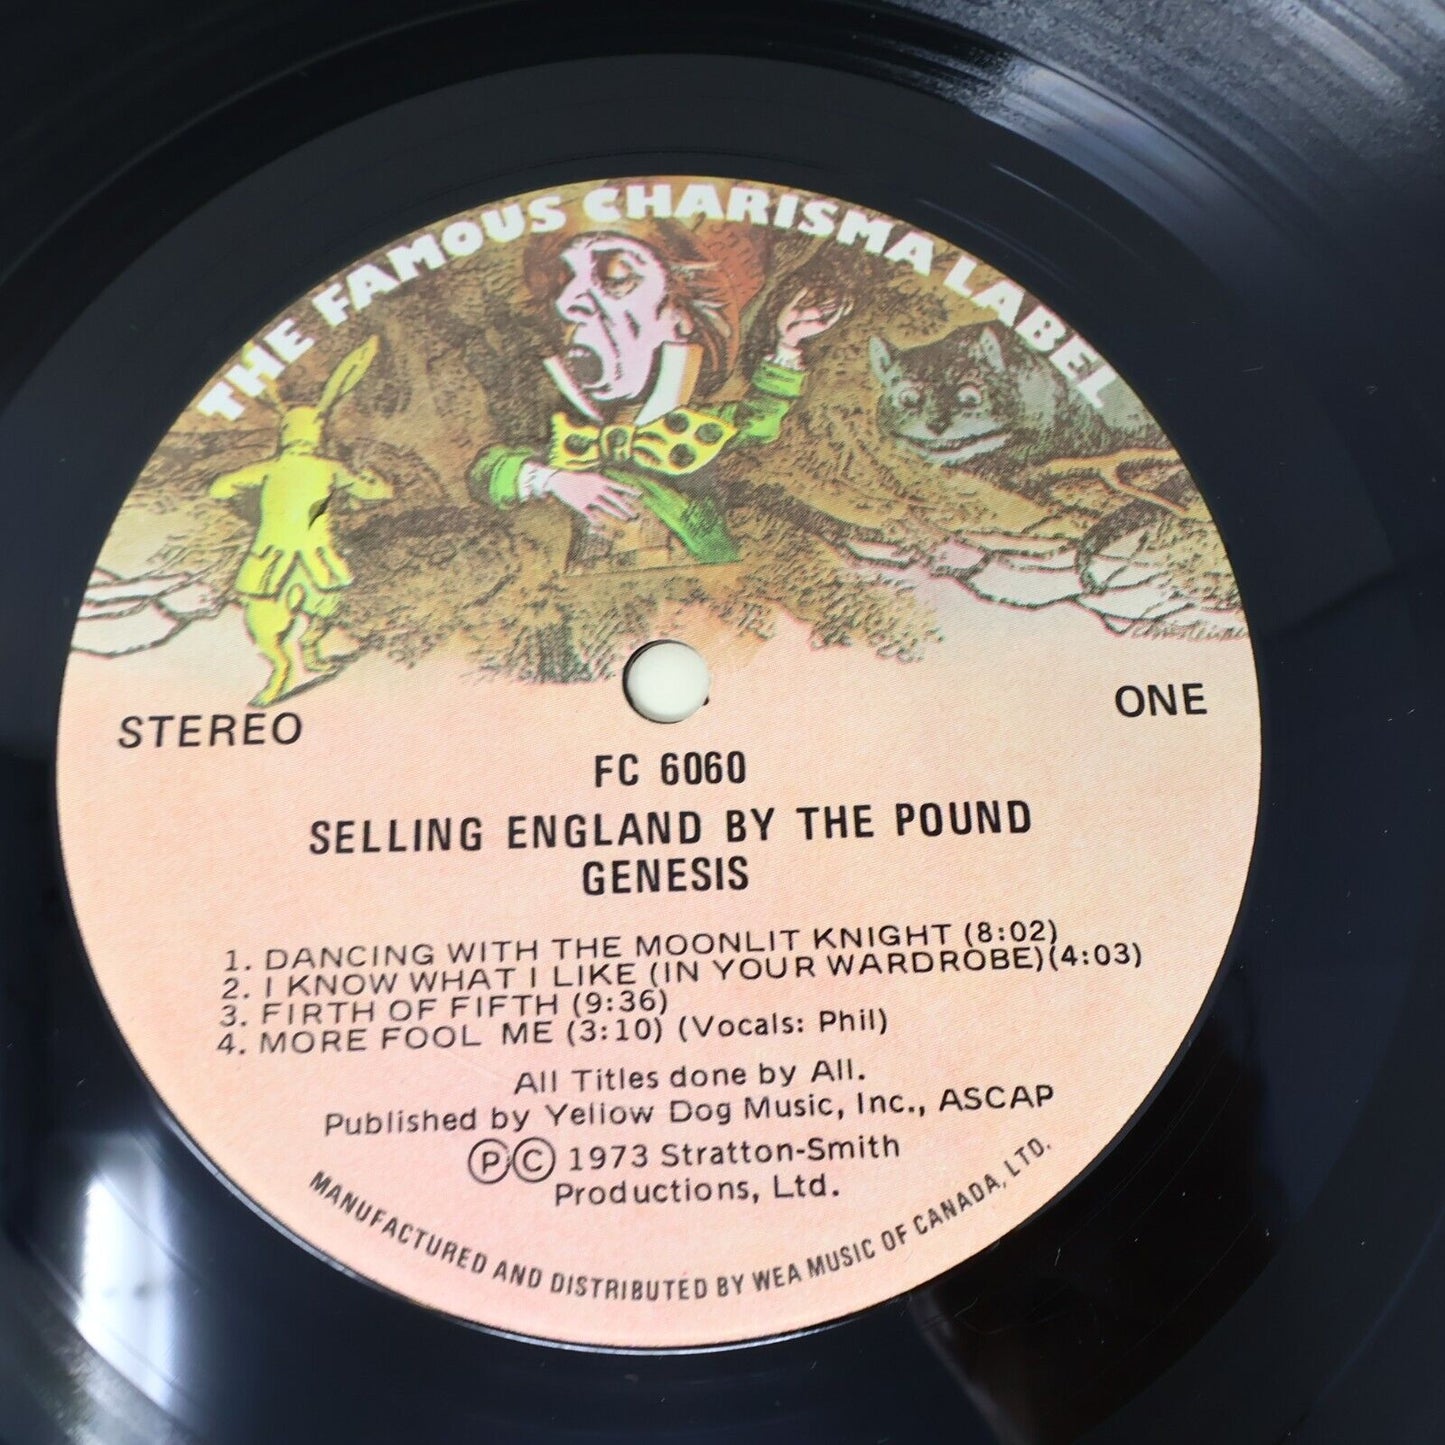 THE FAMOUS CHARISMA LABEL
STEREO
ONE
FC 6060
SELLING ENGLAND BY THE POUND
GENESIS
1. DANCING WITH THE MOONLIT KNIGHT (8:02)
2. I KNOW WHAT I LIKE (IN YOUR WARDROBE)(4:03)
3. FIRTH OF FIFTH (9:36)
4. MORE FOOL ME (3:10) (Vocals: Phil)
All Titles done by All.
Published by Yellow Dog Music, Inc., ASCAP
Ⓟ© 1973 Stratton-Smith
Productions, Ltd.
MANUFACTURED AND DISTRIBUTED BY WEA MUSIC OF CANADA, LTD.